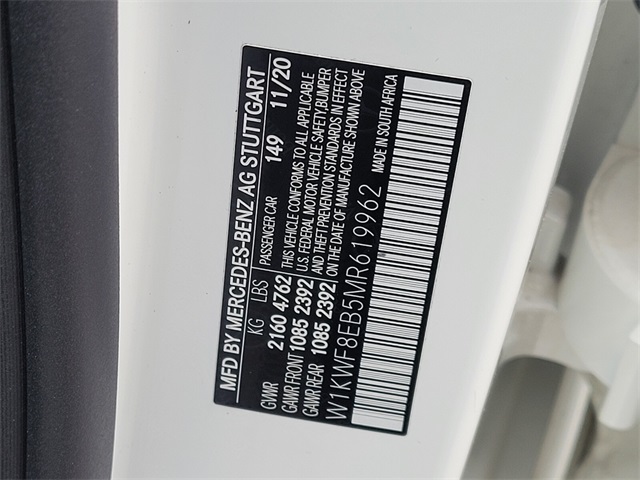 MFD BY MERCEDES-BENZ AG STUTTGART
KG LBS PASSENGER CAR 149 11/20
GVWR 2160 4762 THIS VEHICLE CONFORMS TO ALL APPLICABLE
GAWR FRONT 1085 2392 U.S. FEDERAL MOTOR VEHICLE SAFETY,BUMPER
AND THEFT PREVENTION STANDARDS IN EFFECT
GAWR REAR 1085 2392 ON THE DATE OF MANUFACTURE SHOWN ABOVE
W1KWF8EB5MR619962 MADE IN SOUTH AFRICA